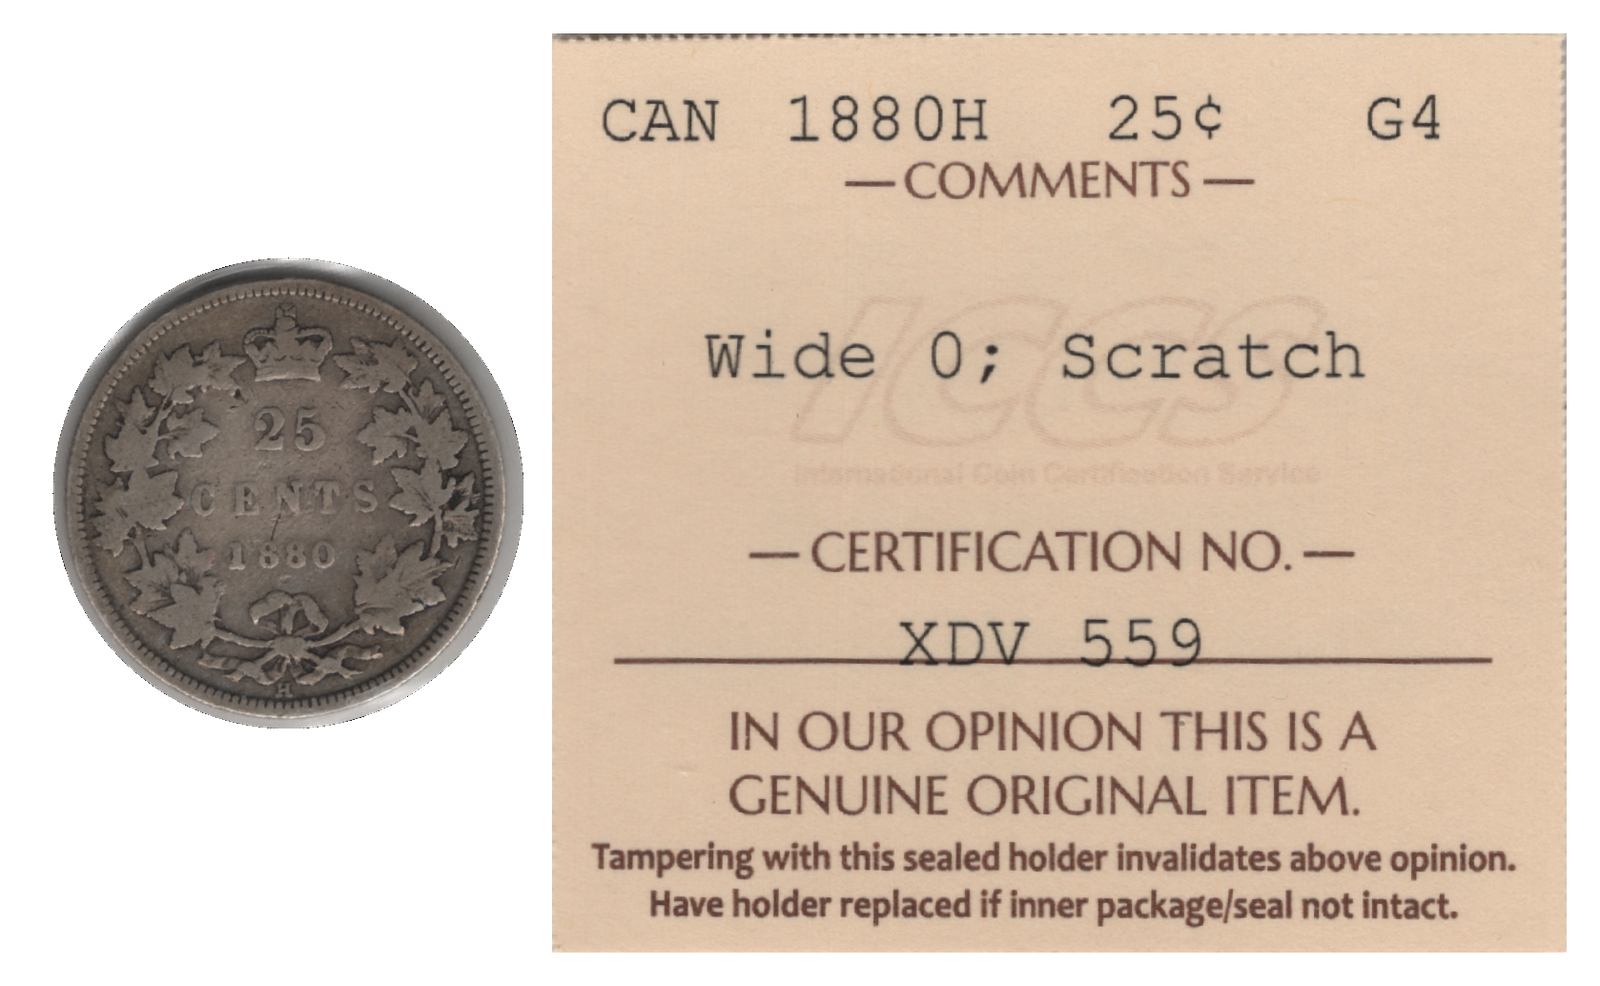 25
CENTS
1880
H
CAN 1880H 25¢ G4
— COMMENTS —
ICCS
International Coin Certification Service
Wide 0; Scratch
— CERTIFICATION NO. —
XDV 559
IN OUR OPINION THIS IS A
GENUINE ORIGINAL ITEM.
Tampering with this sealed holder invalidates above opinion.
Have holder replaced if inner package/seal not intact.